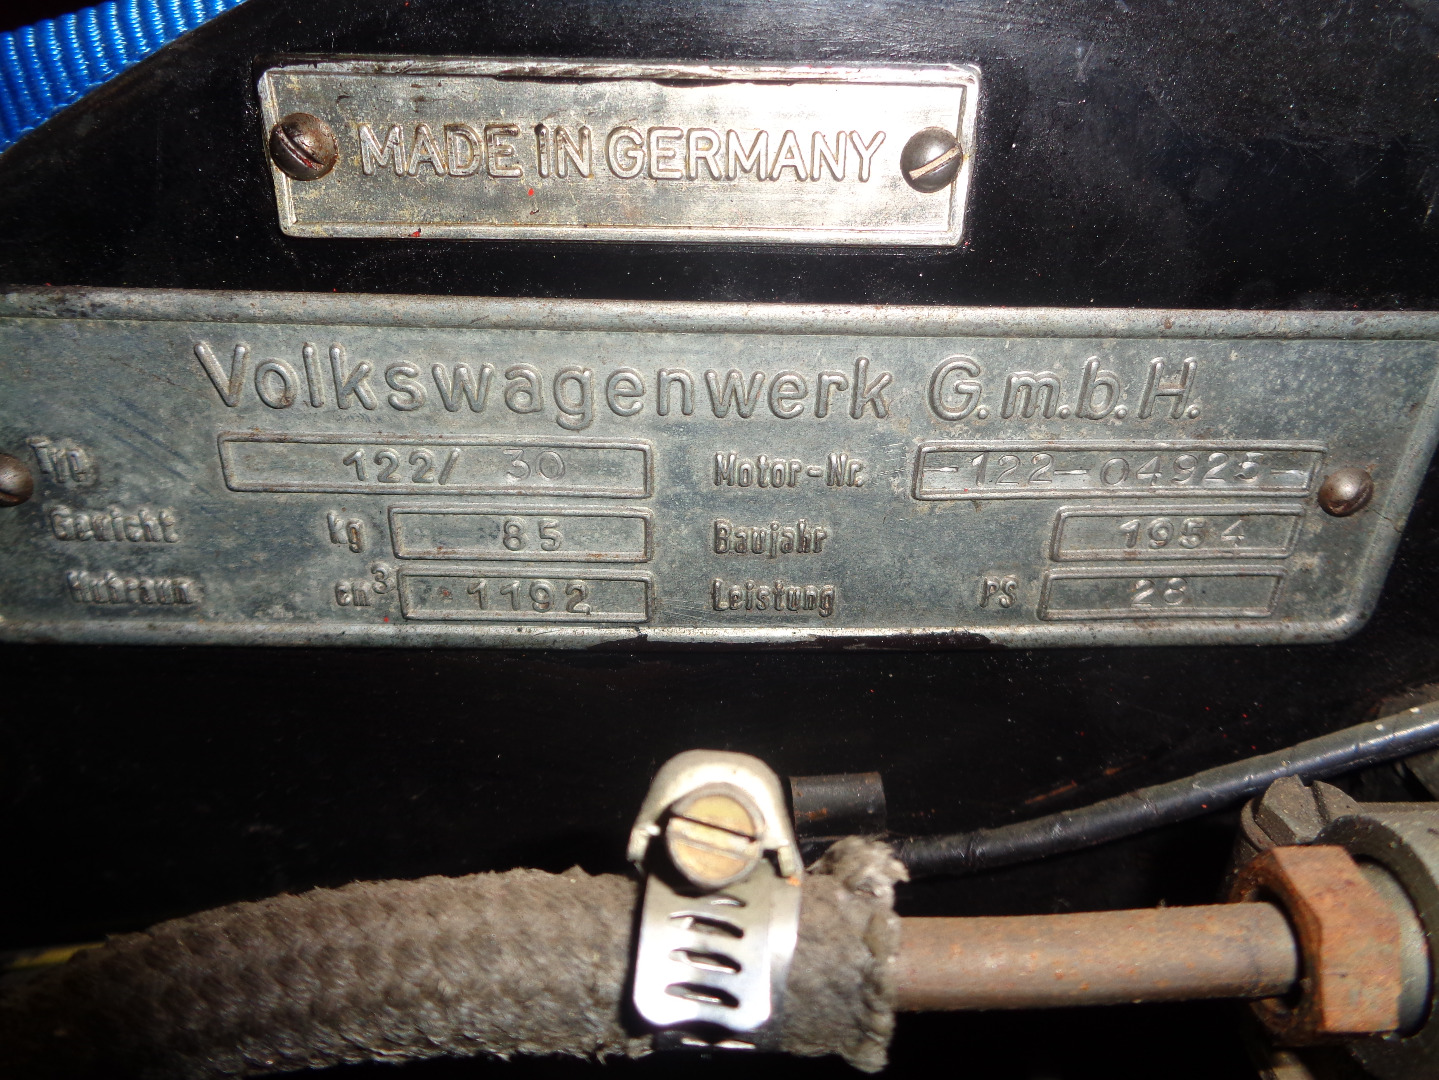 MADE IN GERMANY
Volkswagenwerk G.m.b.H.
Typ. 122/ 30 Motor-Nr. -122-04925-
Gewicht kg 85 Baujahr 1954
Hubraum cm³ 1192 Leistung PS 28